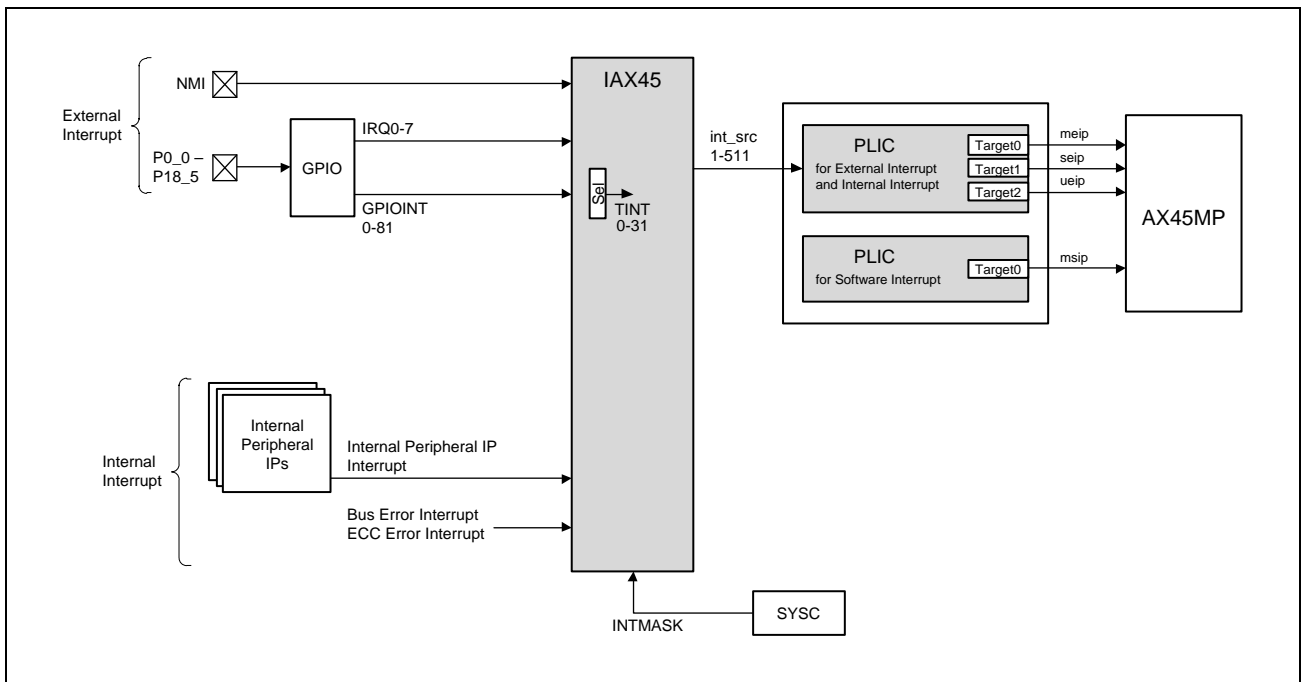 External
Interrupt
NMI
P0_0 –
P18_5
GPIO
IRQ0-7
GPIOINT
0-81
IAX45
Sel
TINT
0-31
int_src
1-511
PLIC
for External Interrupt
and Internal Interrupt
Target0
Target1
Target2
meip
seip
ueip
PLIC
for Software Interrupt
Target0
msip
AX45MP
Internal
Interrupt
Internal
Peripheral
IPs
Internal Peripheral IP
Interrupt
Bus Error Interrupt
ECC Error Interrupt
INTMASK
SYSC